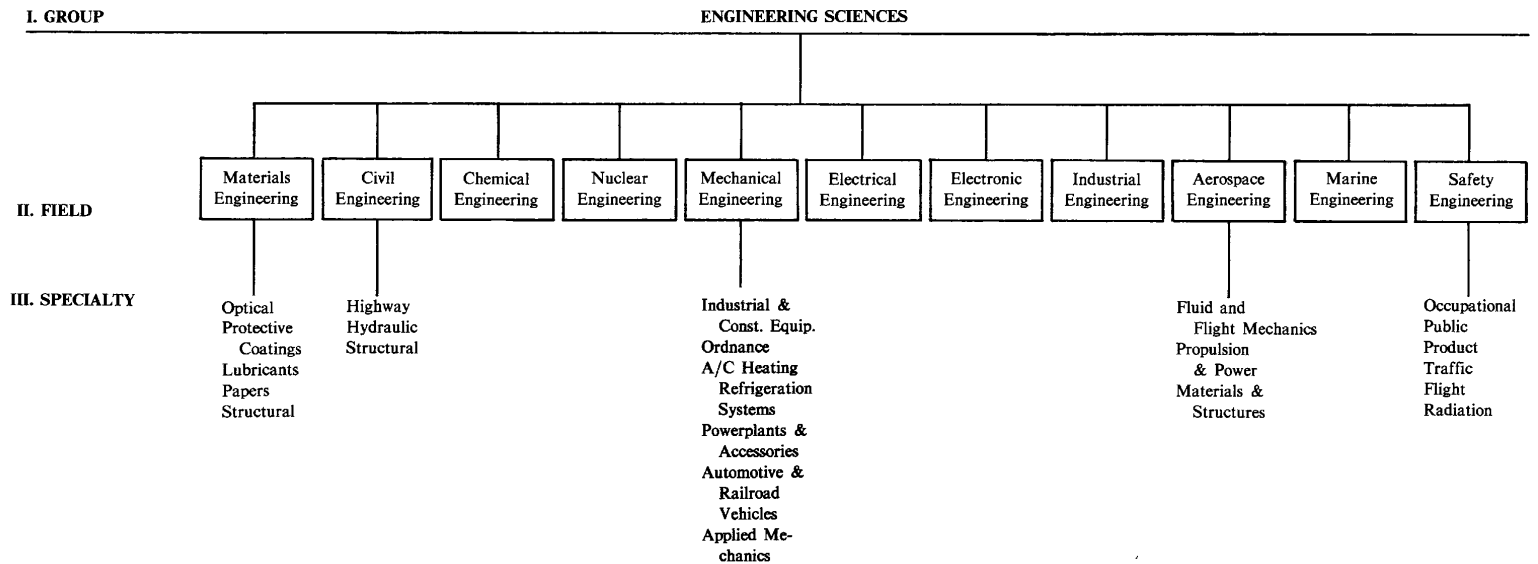 I. GROUP
ENGINEERING SCIENCES
II. FIELD
Materials
Engineering
Civil
Engineering
Chemical
Engineering
Nuclear
Engineering
Mechanical
Engineering
Electrical
Engineering
Electronic
Engineering
Industrial
Engineering
Aerospace
Engineering
Marine
Engineering
Safety
Engineering
III. SPECIALTY
Optical
Protective
Coatings
Lubricants
Papers
Structural
Highway
Hydraulic
Structural
Industrial &
Const. Equip.
Ordnance
A/C Heating
Refrigeration
Systems
Powerplants &
Accessories
Automotive &
Railroad
Vehicles
Applied Me-
chanics
Fluid and
Flight Mechanics
Propulsion
& Power
Materials &
Structures
Occupational
Public
Product
Traffic
Flight
Radiation